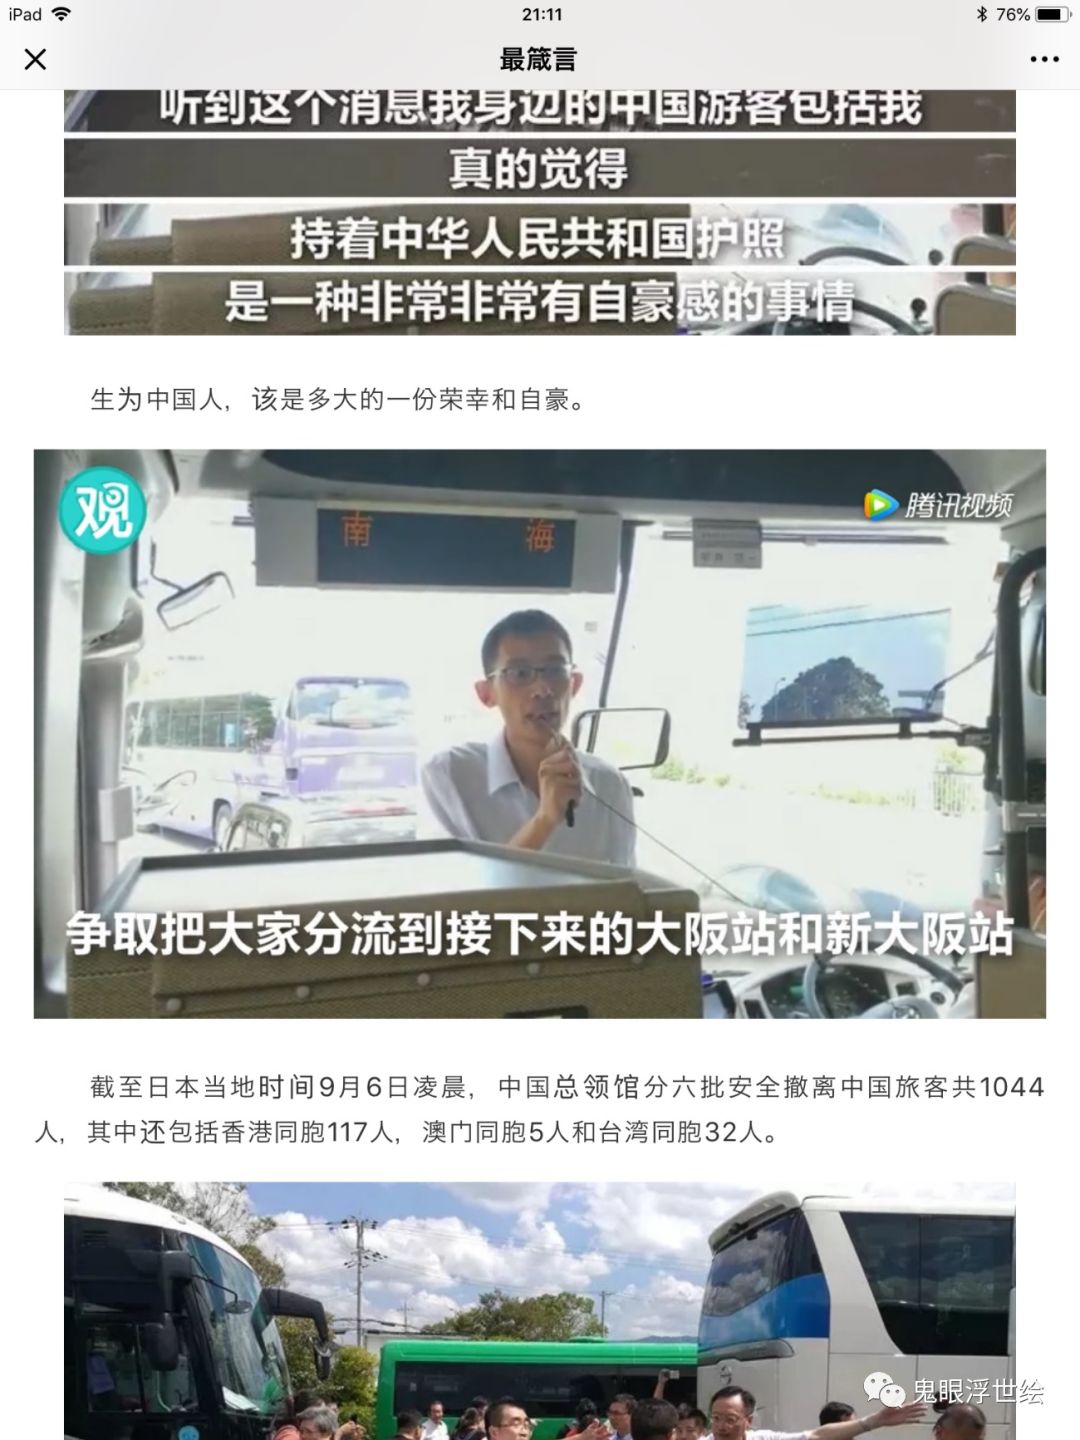 iPad
21:11
76%
最箴言
听到这个消息我身边的中国游客包括我
真的觉得
持着中华人民共和国护照
是一种非常非常有自豪感的事情
生为中国人，该是多大的一份荣幸和自豪。
观
腾讯视频
南 海
争取把大家分流到接下来的大阪站和新大阪站
截至日本当地时间9月6日凌晨，中国总领馆分六批安全撤离中国旅客共1044
人，其中还包括香港同胞117人，澳门同胞5人和台湾同胞32人。
鬼眼浮世绘